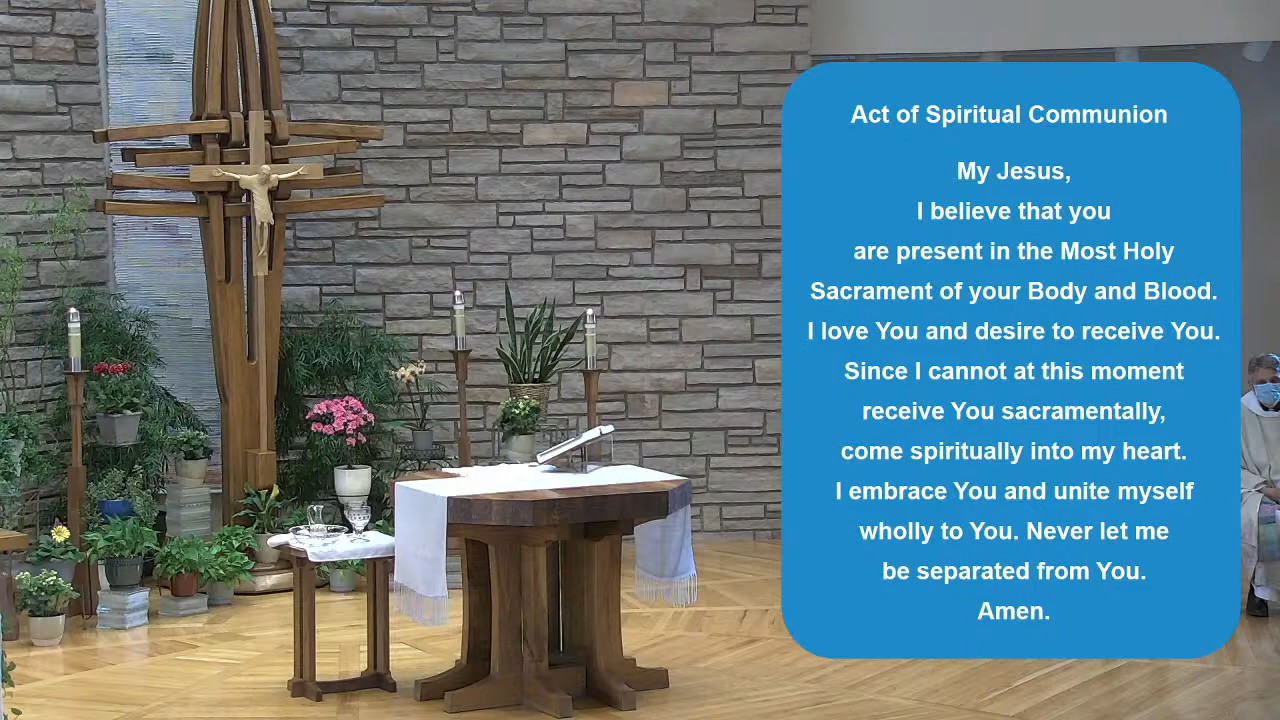 Act of Spiritual Communion
My Jesus,
I believe that you
are present in the Most Holy
Sacrament of your Body and Blood.
I love You and desire to receive You.
Since I cannot at this moment
receive You sacramentally,
come spiritually into my heart.
I embrace You and unite myself
wholly to You. Never let me
be separated from You.
Amen.